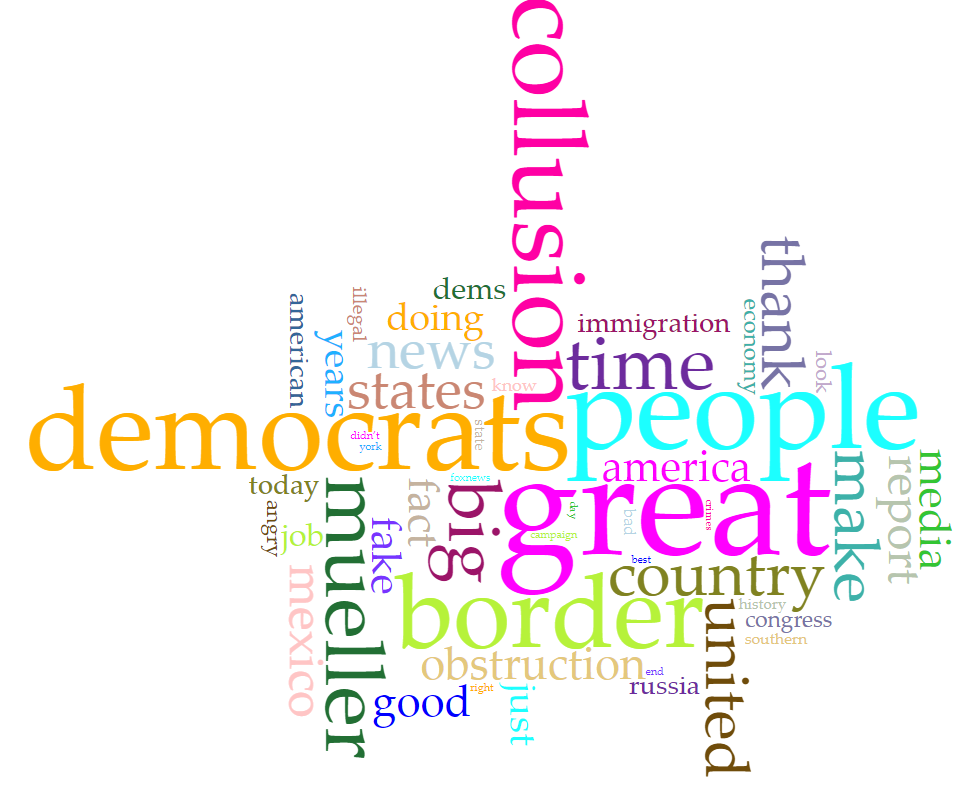 collusion
thank
dems
illegal
american
doing
immigration
economy
years
news
time
look
states
know
democrats
people
didn't
york
state
america
today
foxnews
big
great
make
report
media
mueller
fact
angry
job
fake
day
bad
crimes
campaign
best
country
mexico
border
united
history
congress
southern
obstruction
end
russia
right
good
just